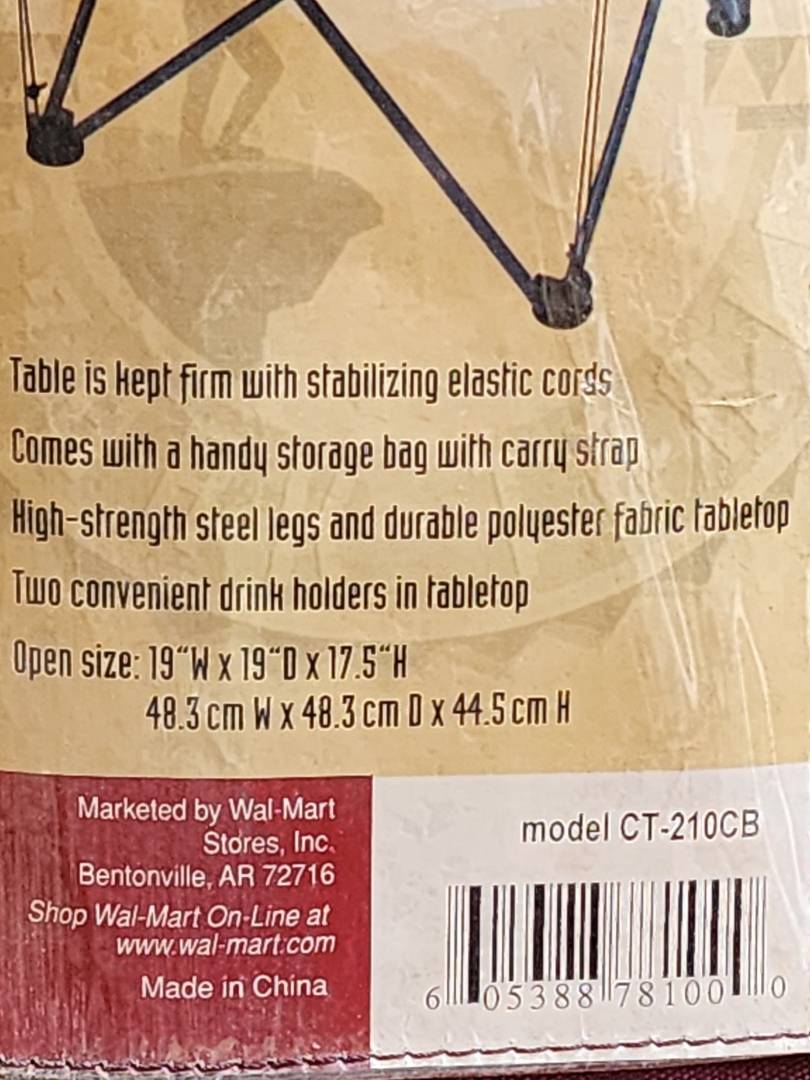 Table is kept firm with stabilizing elastic cords
Comes with a handy storage bag with carry strap
High-strength steel legs and durable polyester fabric tabletop
Two convenient drink holders in tabletop
Open size: 19“W x 19“D x 17.5“H
48.3 cm W x 48.3 cm D x 44.5 cm H
Marketed by Wal-Mart
Stores, Inc.
Bentonville, AR 72716
Shop Wal-Mart On-Line at
www.wal-mart.com
Made in China
model CT-210CB
6 05388 78100 0